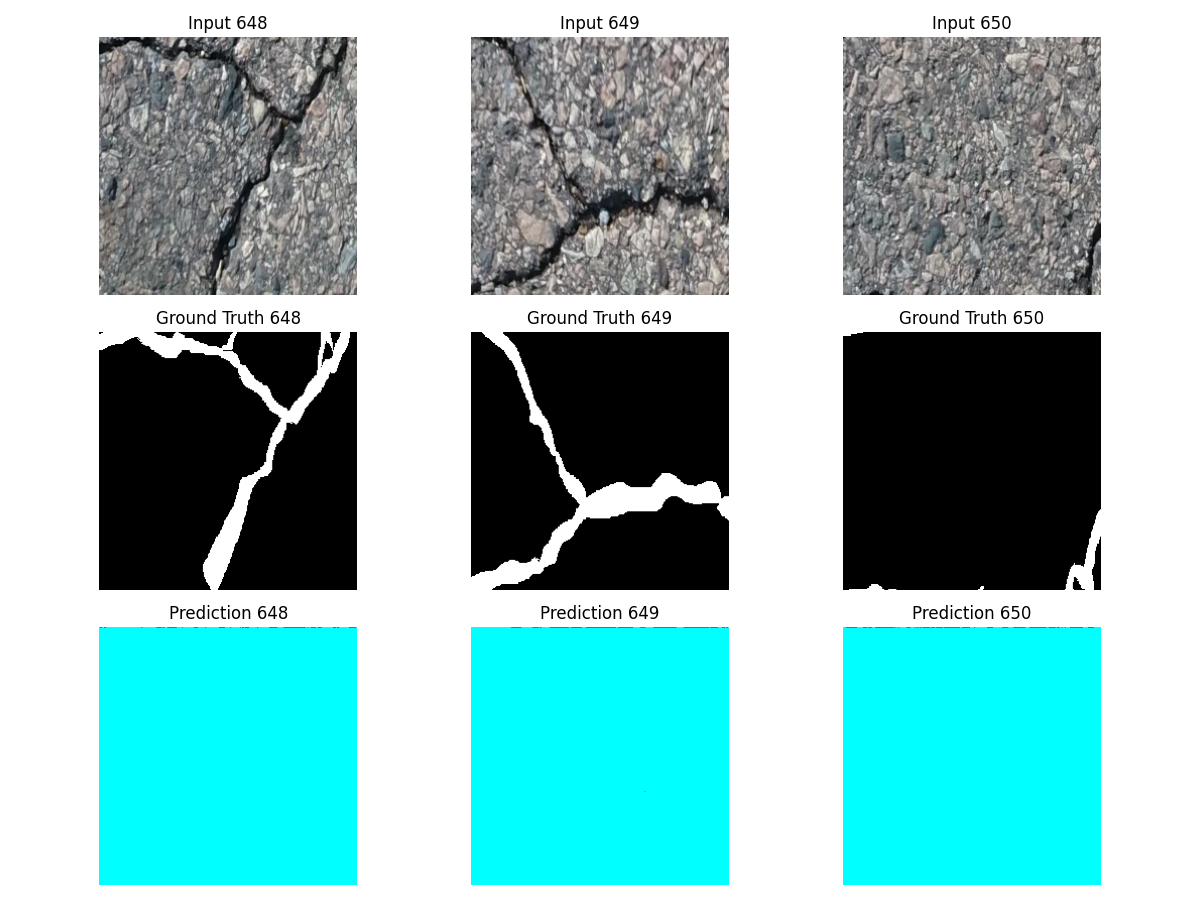 Input 648
Input 649
Input 650
Ground Truth 648
Ground Truth 649
Ground Truth 650
Prediction 648
Prediction 649
Prediction 650